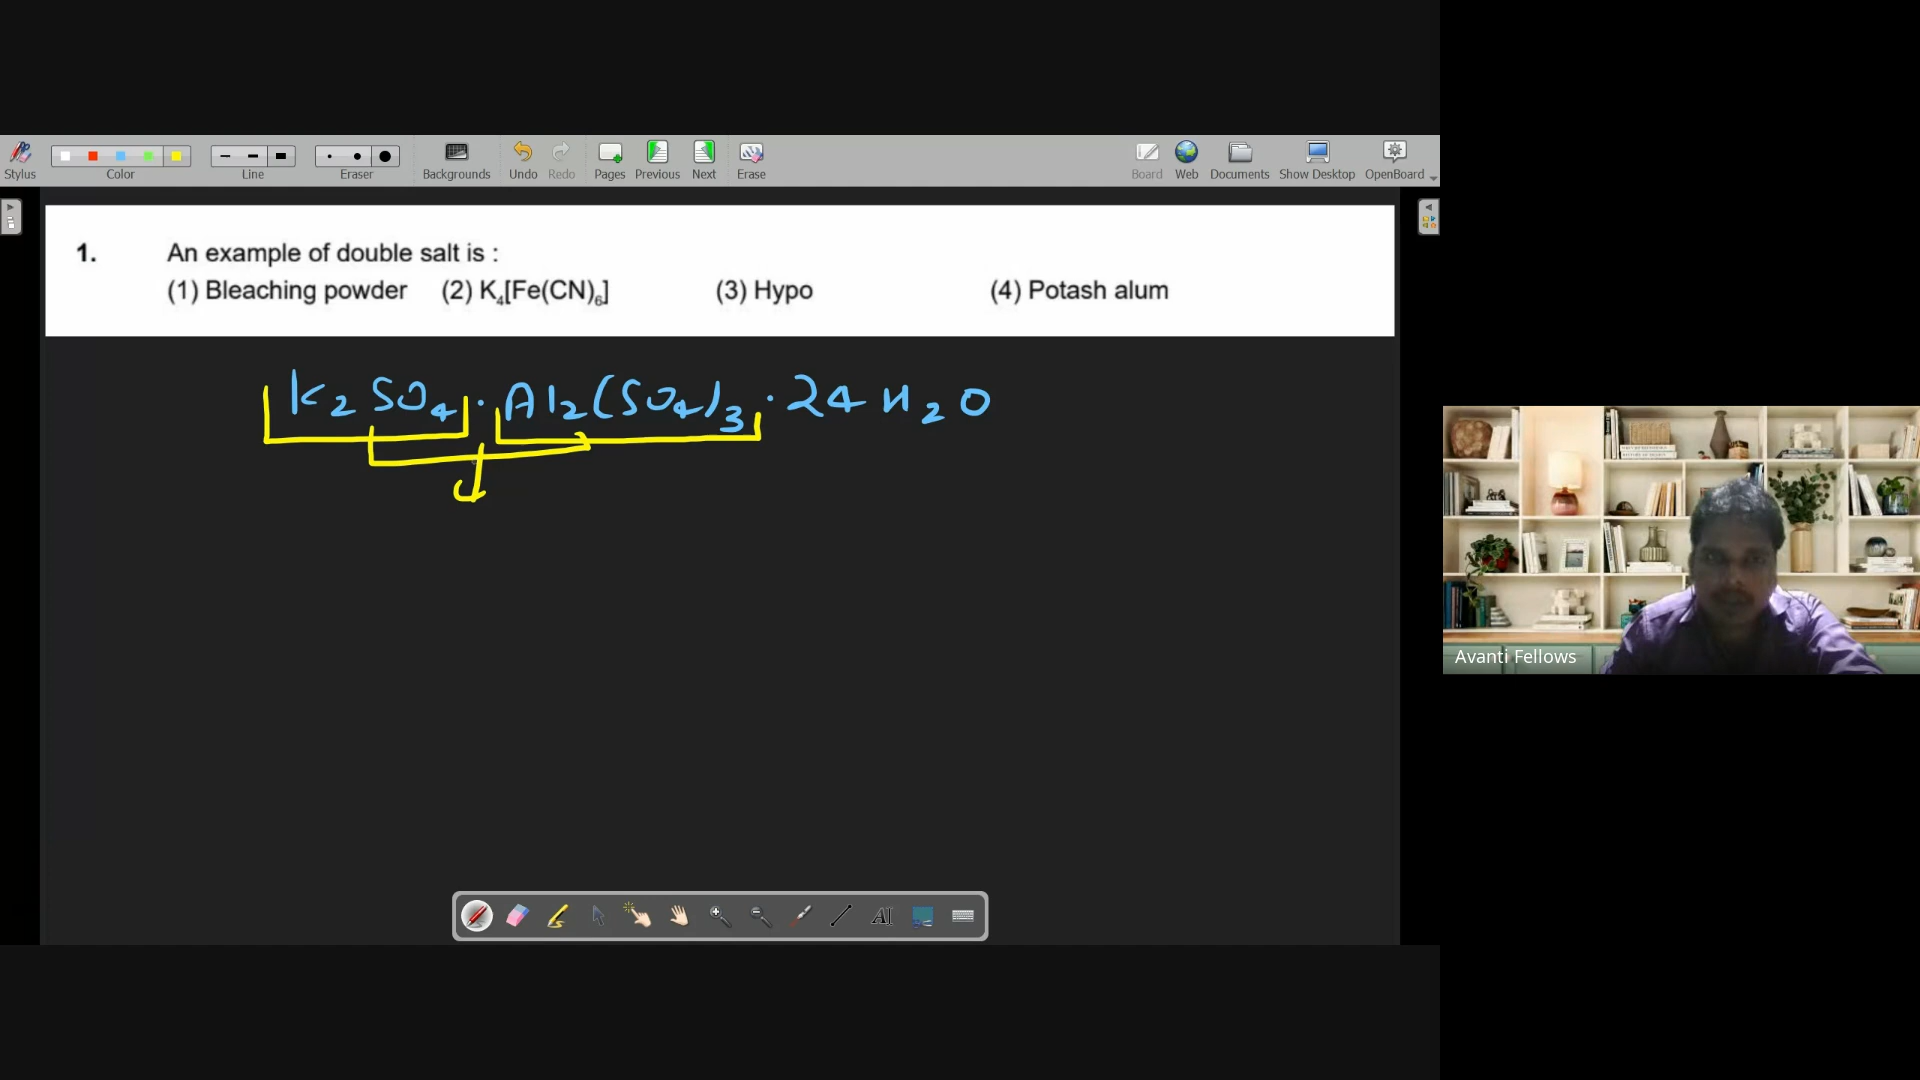 Stylus Color Line Eraser Backgrounds Undo Redo Pages Previous Next Erase Board Web Documents Show Desktop OpenBoard
1. An example of double salt is :
(1) Bleaching powder (2) K₄[Fe(CN)₆] (3) Hypo (4) Potash alum
K₂SO₄ · Al₂(SO₄)₃ · 24H₂O
Avanti Fellows